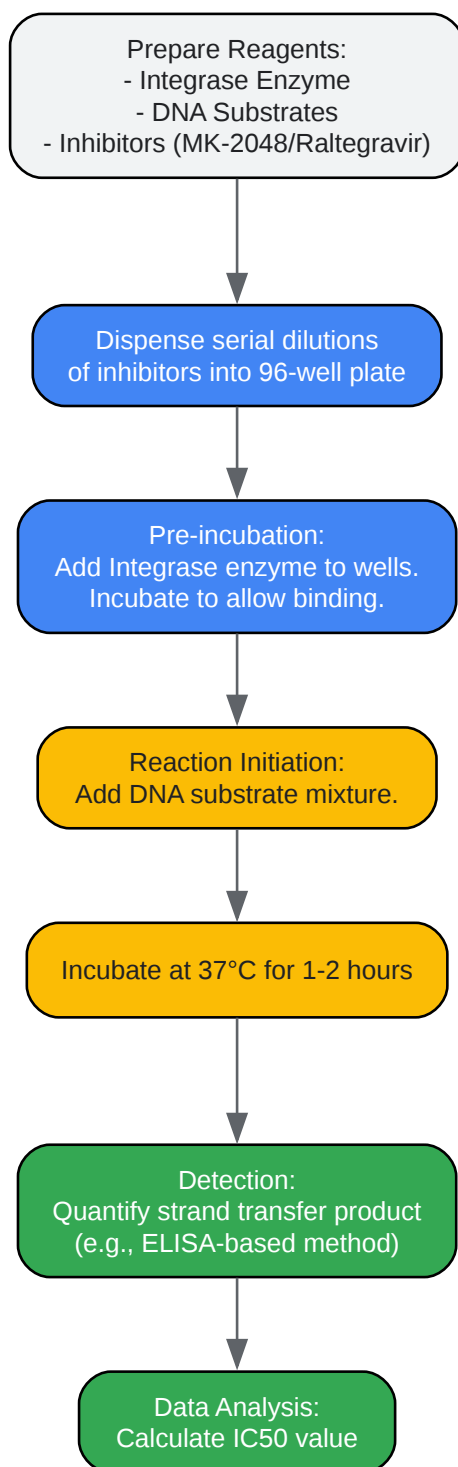 Prepare Reagents:
- Integrase Enzyme
- DNA Substrates
- Inhibitors (MK-2048/Raltegravir)
Dispense serial dilutions
of inhibitors into 96-well plate
Pre-incubation:
Add Integrase enzyme to wells.
Incubate to allow binding.
Reaction Initiation:
Add DNA substrate mixture.
Incubate at 37°C for 1-2 hours
Detection:
Quantify strand transfer product
(e.g., ELISA-based method)
Data Analysis:
Calculate IC50 value